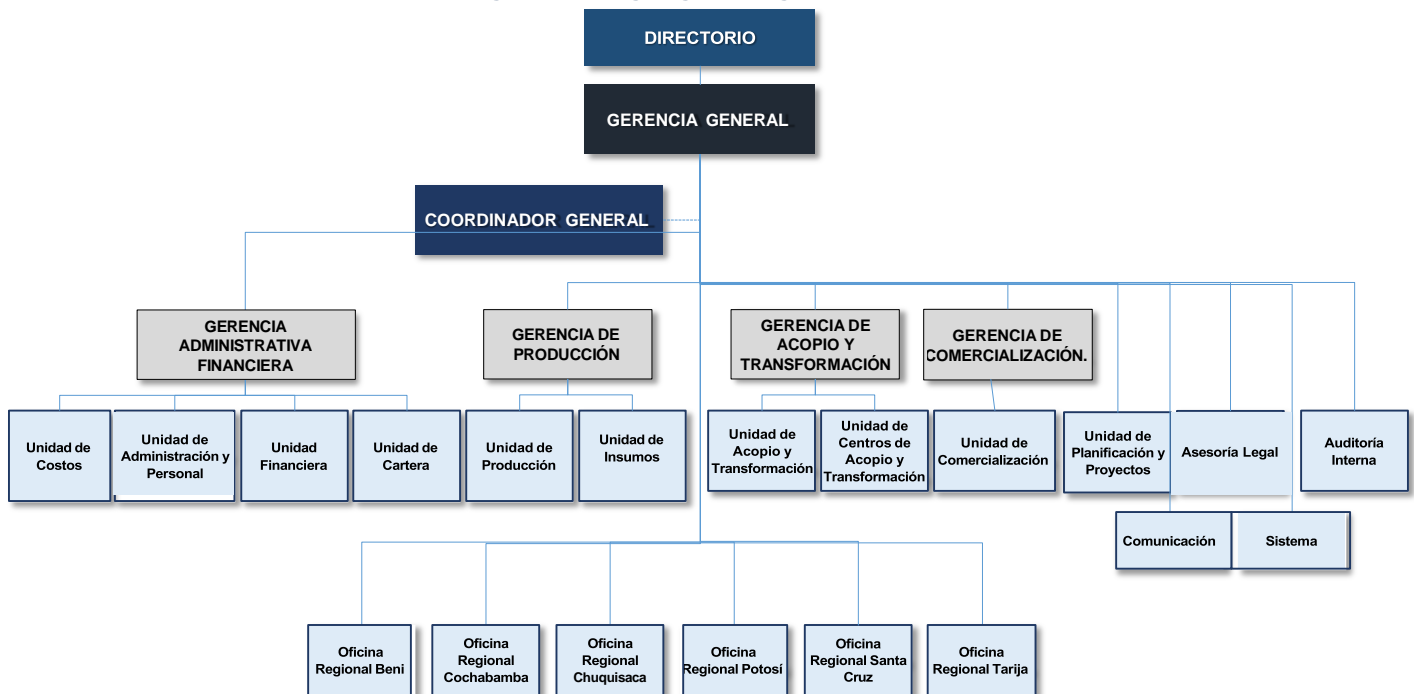 DIRECTORIO
GERENCIA GENERAL
COORDINADOR GENERAL
GERENCIA
ADMINISTRATIVA
FINANCIERA
GERENCIA DE
PRODUCCIÓN
GERENCIA DE
ACOPIO Y
TRANSFORMACIÓN
GERENCIA DE
COMERCIALIZACIÓN.
Unidad de
Costos
Unidad de
Administración y
Personal
Unidad
Financiera
Unidad de
Cartera
Unidad de
Producción
Unidad de
Insumos
Unidad de
Acopio y
Transformación
Unidad de
Centros de
Acopio y
Transformación
Unidad de
Comercialización
Unidad de
Planificación y
Proyectos
Asesoría Legal
Auditoría
Interna
Comunicación
Sistema
Oficina
Regional Beni
Oficina
Regional
Cochabamba
Oficina
Regional
Chuquisaca
Oficina
Regional Potosí
Oficina
Regional Santa
Cruz
Oficina
Regional Tarija